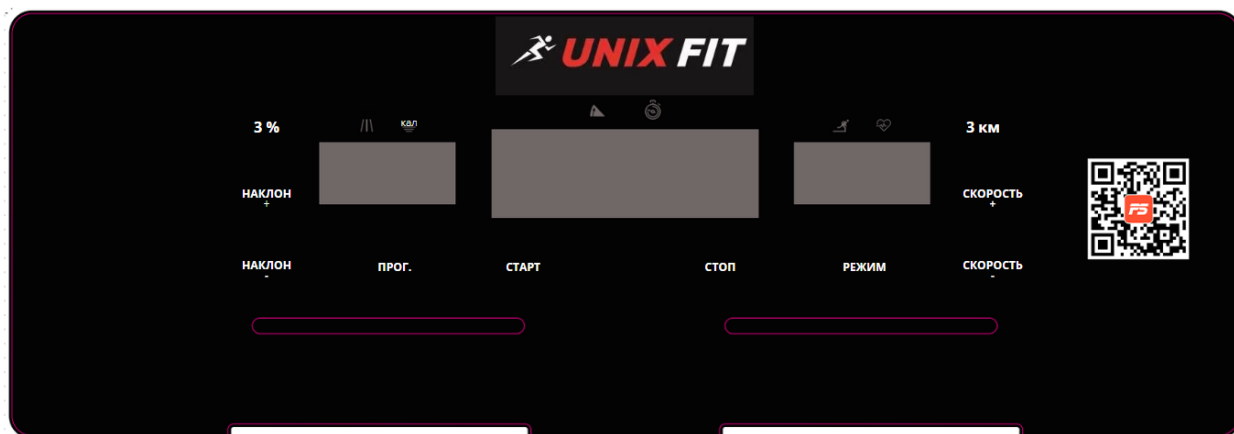 UNIX FIT
3 %
кал
3 км
НАКЛОН
+
СКОРОСТЬ
+
FS
НАКЛОН
-
ПРОГ.
СТАРТ
СТОП
РЕЖИМ
СКОРОСТЬ
-